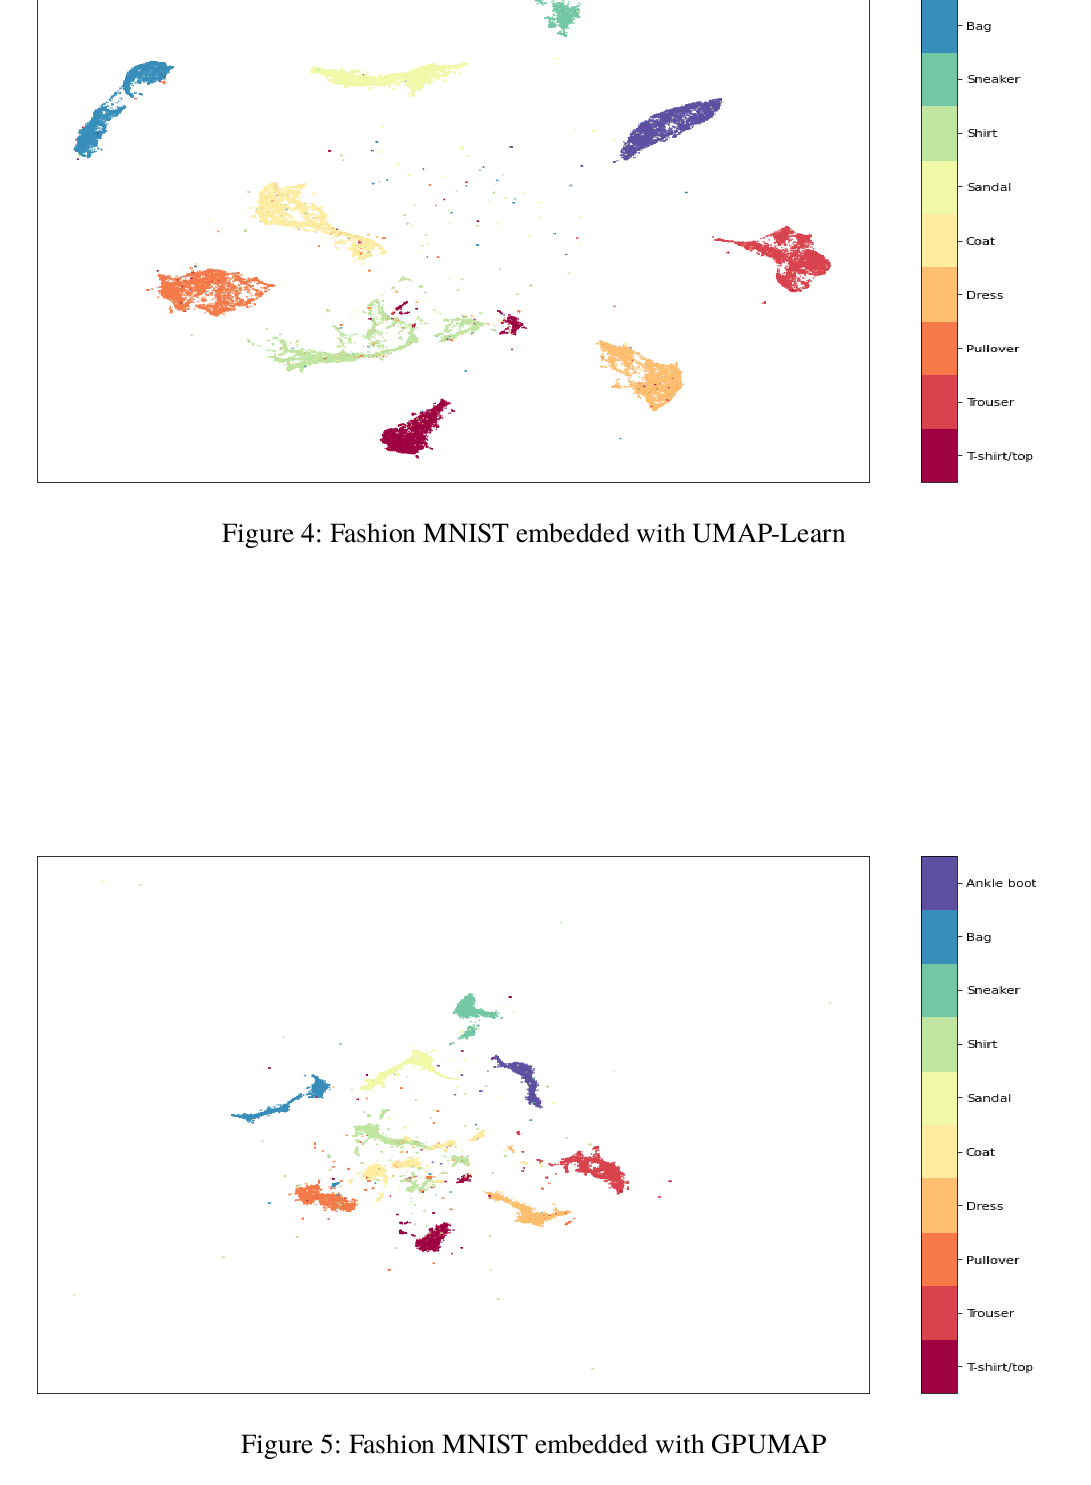 Bag
Sneaker
Shirt
Sandal
Coat
Dress
Pullover
Trouser
T-shirt/top
Figure 4: Fashion MNIST embedded with UMAP-Learn
Ankle boot
Bag
Sneaker
Shirt
Sandal
Coat
Dress
Pullover
Trouser
T-shirt/top
Figure 5: Fashion MNIST embedded with GPUMAP